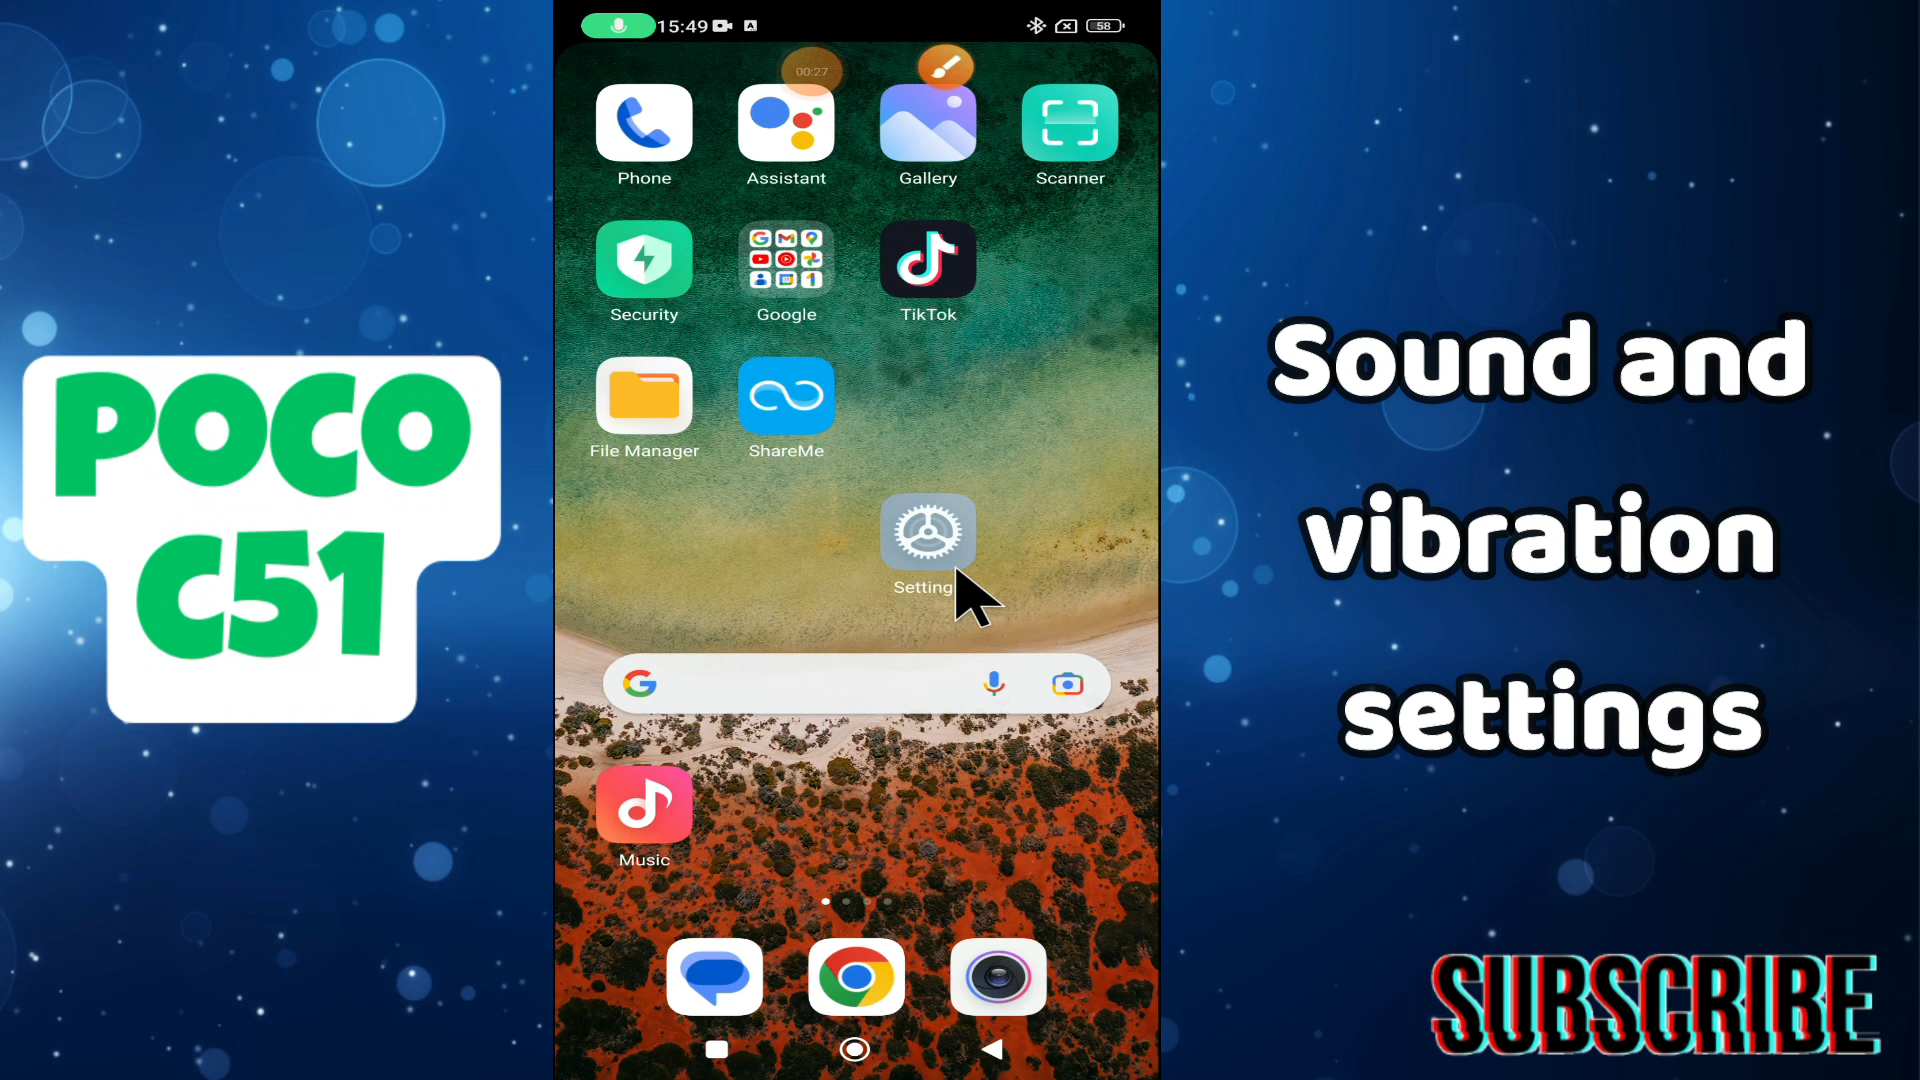 POCO
C51
15:49
58
00:27
Phone
Assistant
Gallery
Scanner
Security
Google
TikTok
File Manager
ShareMe
Setting
Music
Sound and
vibration
settings
SUBSCRIBE